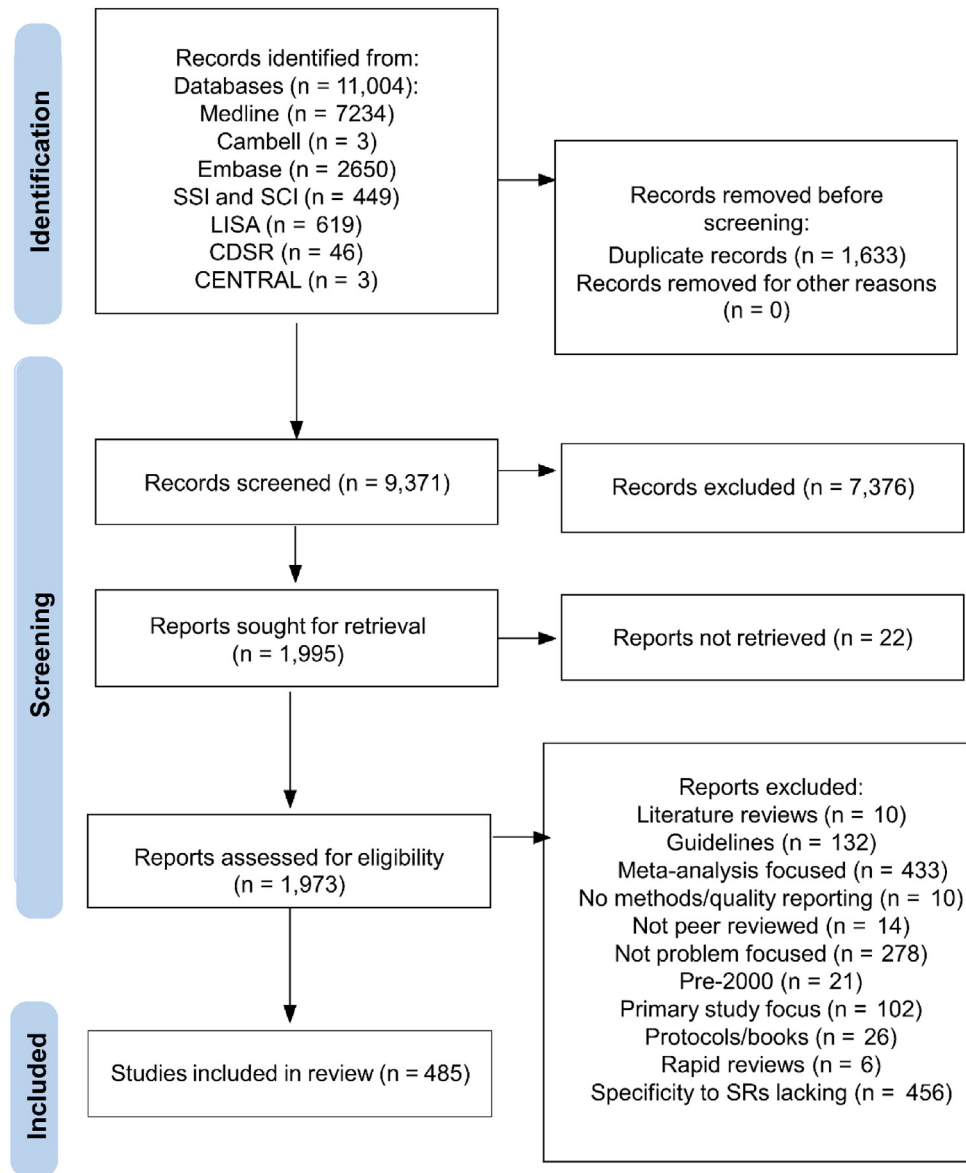 Identification
Records identified from:
Databases (n = 11,004):
Medline (n = 7234)
Cambell (n = 3)
Embase (n = 2650)
SSI and SCI (n = 449)
LISA (n = 619)
CDSR (n = 46)
CENTRAL (n = 3)
Records removed before
screening:
Duplicate records (n = 1,633)
Records removed for other reasons
(n = 0)
Screening
Records screened (n = 9,371)
Records excluded (n = 7,376)
Reports sought for retrieval
(n = 1,995)
Reports not retrieved (n = 22)
Reports assessed for eligibility
(n = 1,973)
Reports excluded:
Literature reviews (n = 10)
Guidelines (n = 132)
Meta-analysis focused (n = 433)
No methods/quality reporting (n = 10)
Not peer reviewed (n = 14)
Not problem focused (n = 278)
Pre-2000 (n = 21)
Primary study focus (n = 102)
Protocols/books (n = 26)
Rapid reviews (n = 6)
Specificity to SRs lacking (n = 456)
Included
Studies included in review (n = 485)